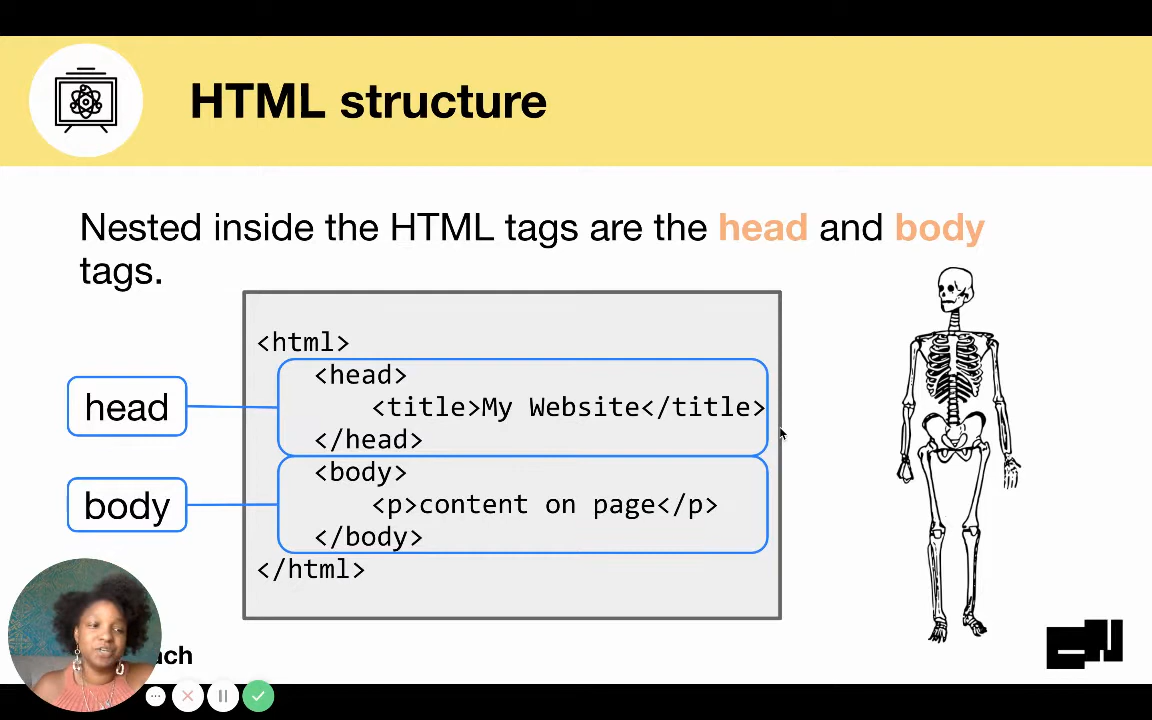 HTML structure
Nested inside the HTML tags are the head and body
tags.
<html>
<head>
head
<title>My Website</title>
</head>
<body>
body
<p>content on page</p>
</body>
</html>